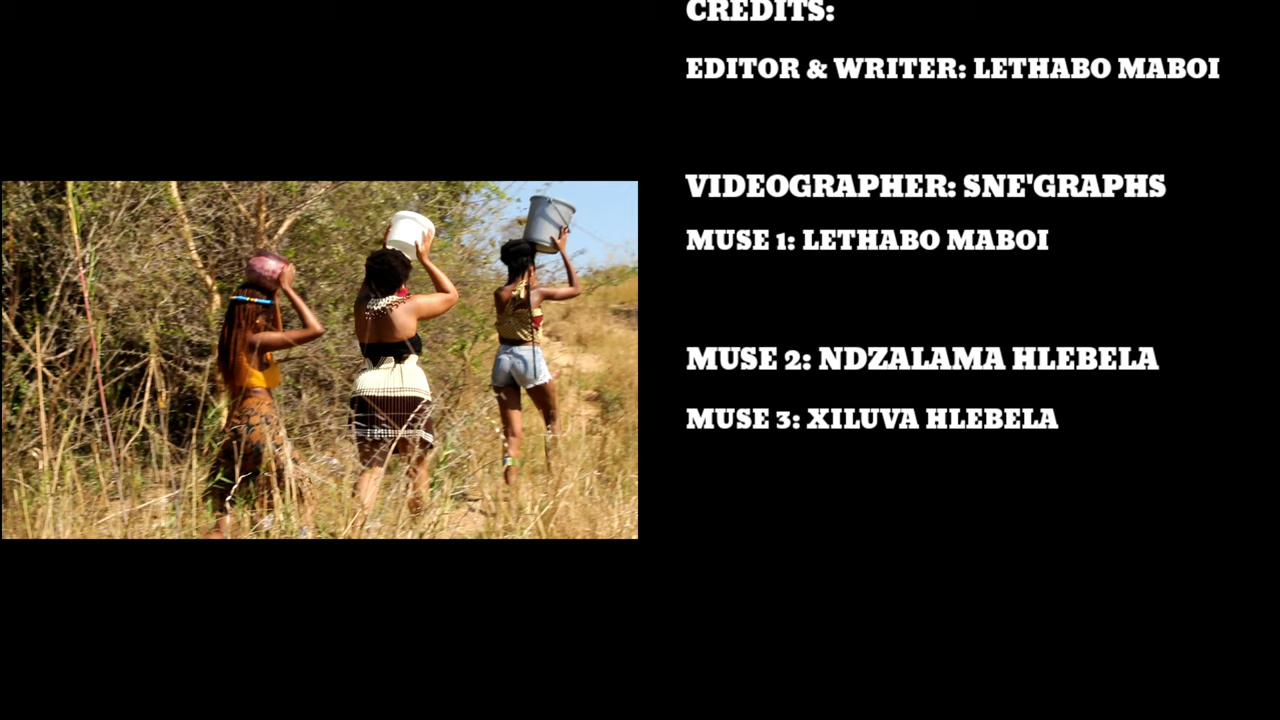 CREDITS:
EDITOR & WRITER: LETHABO MABOI
VIDEOGRAPHER: SNE'GRAPHS
MUSE 1: LETHABO MABOI
MUSE 2: NDZALAMA HLEBELA
MUSE 3: XILUVA HLEBELA